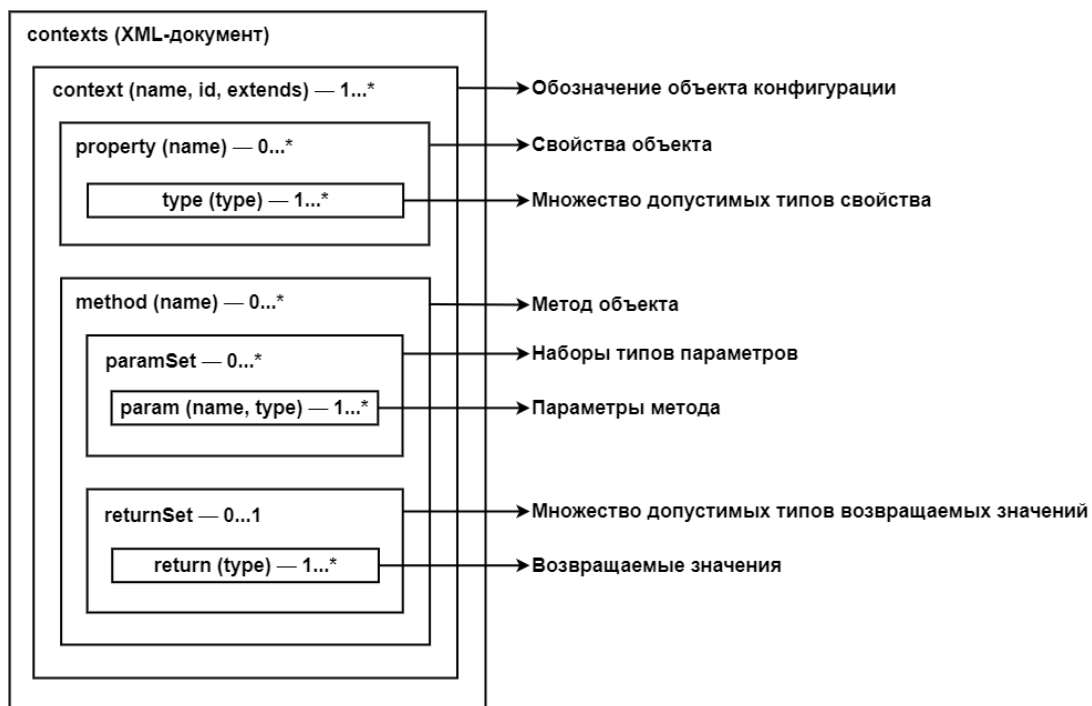 contexts (XML-документ)
context (name, id, extends) — 1...*
Обозначение объекта конфигурации
property (name) — 0...*
Свойства объекта
type (type) — 1...*
Множество допустимых типов свойства
method (name) — 0...*
Метод объекта
paramSet — 0...*
Наборы типов параметров
param (name, type) — 1...*
Параметры метода
returnSet — 0...1
Множество допустимых типов возвращаемых значений
return (type) — 1...*
Возвращаемые значения